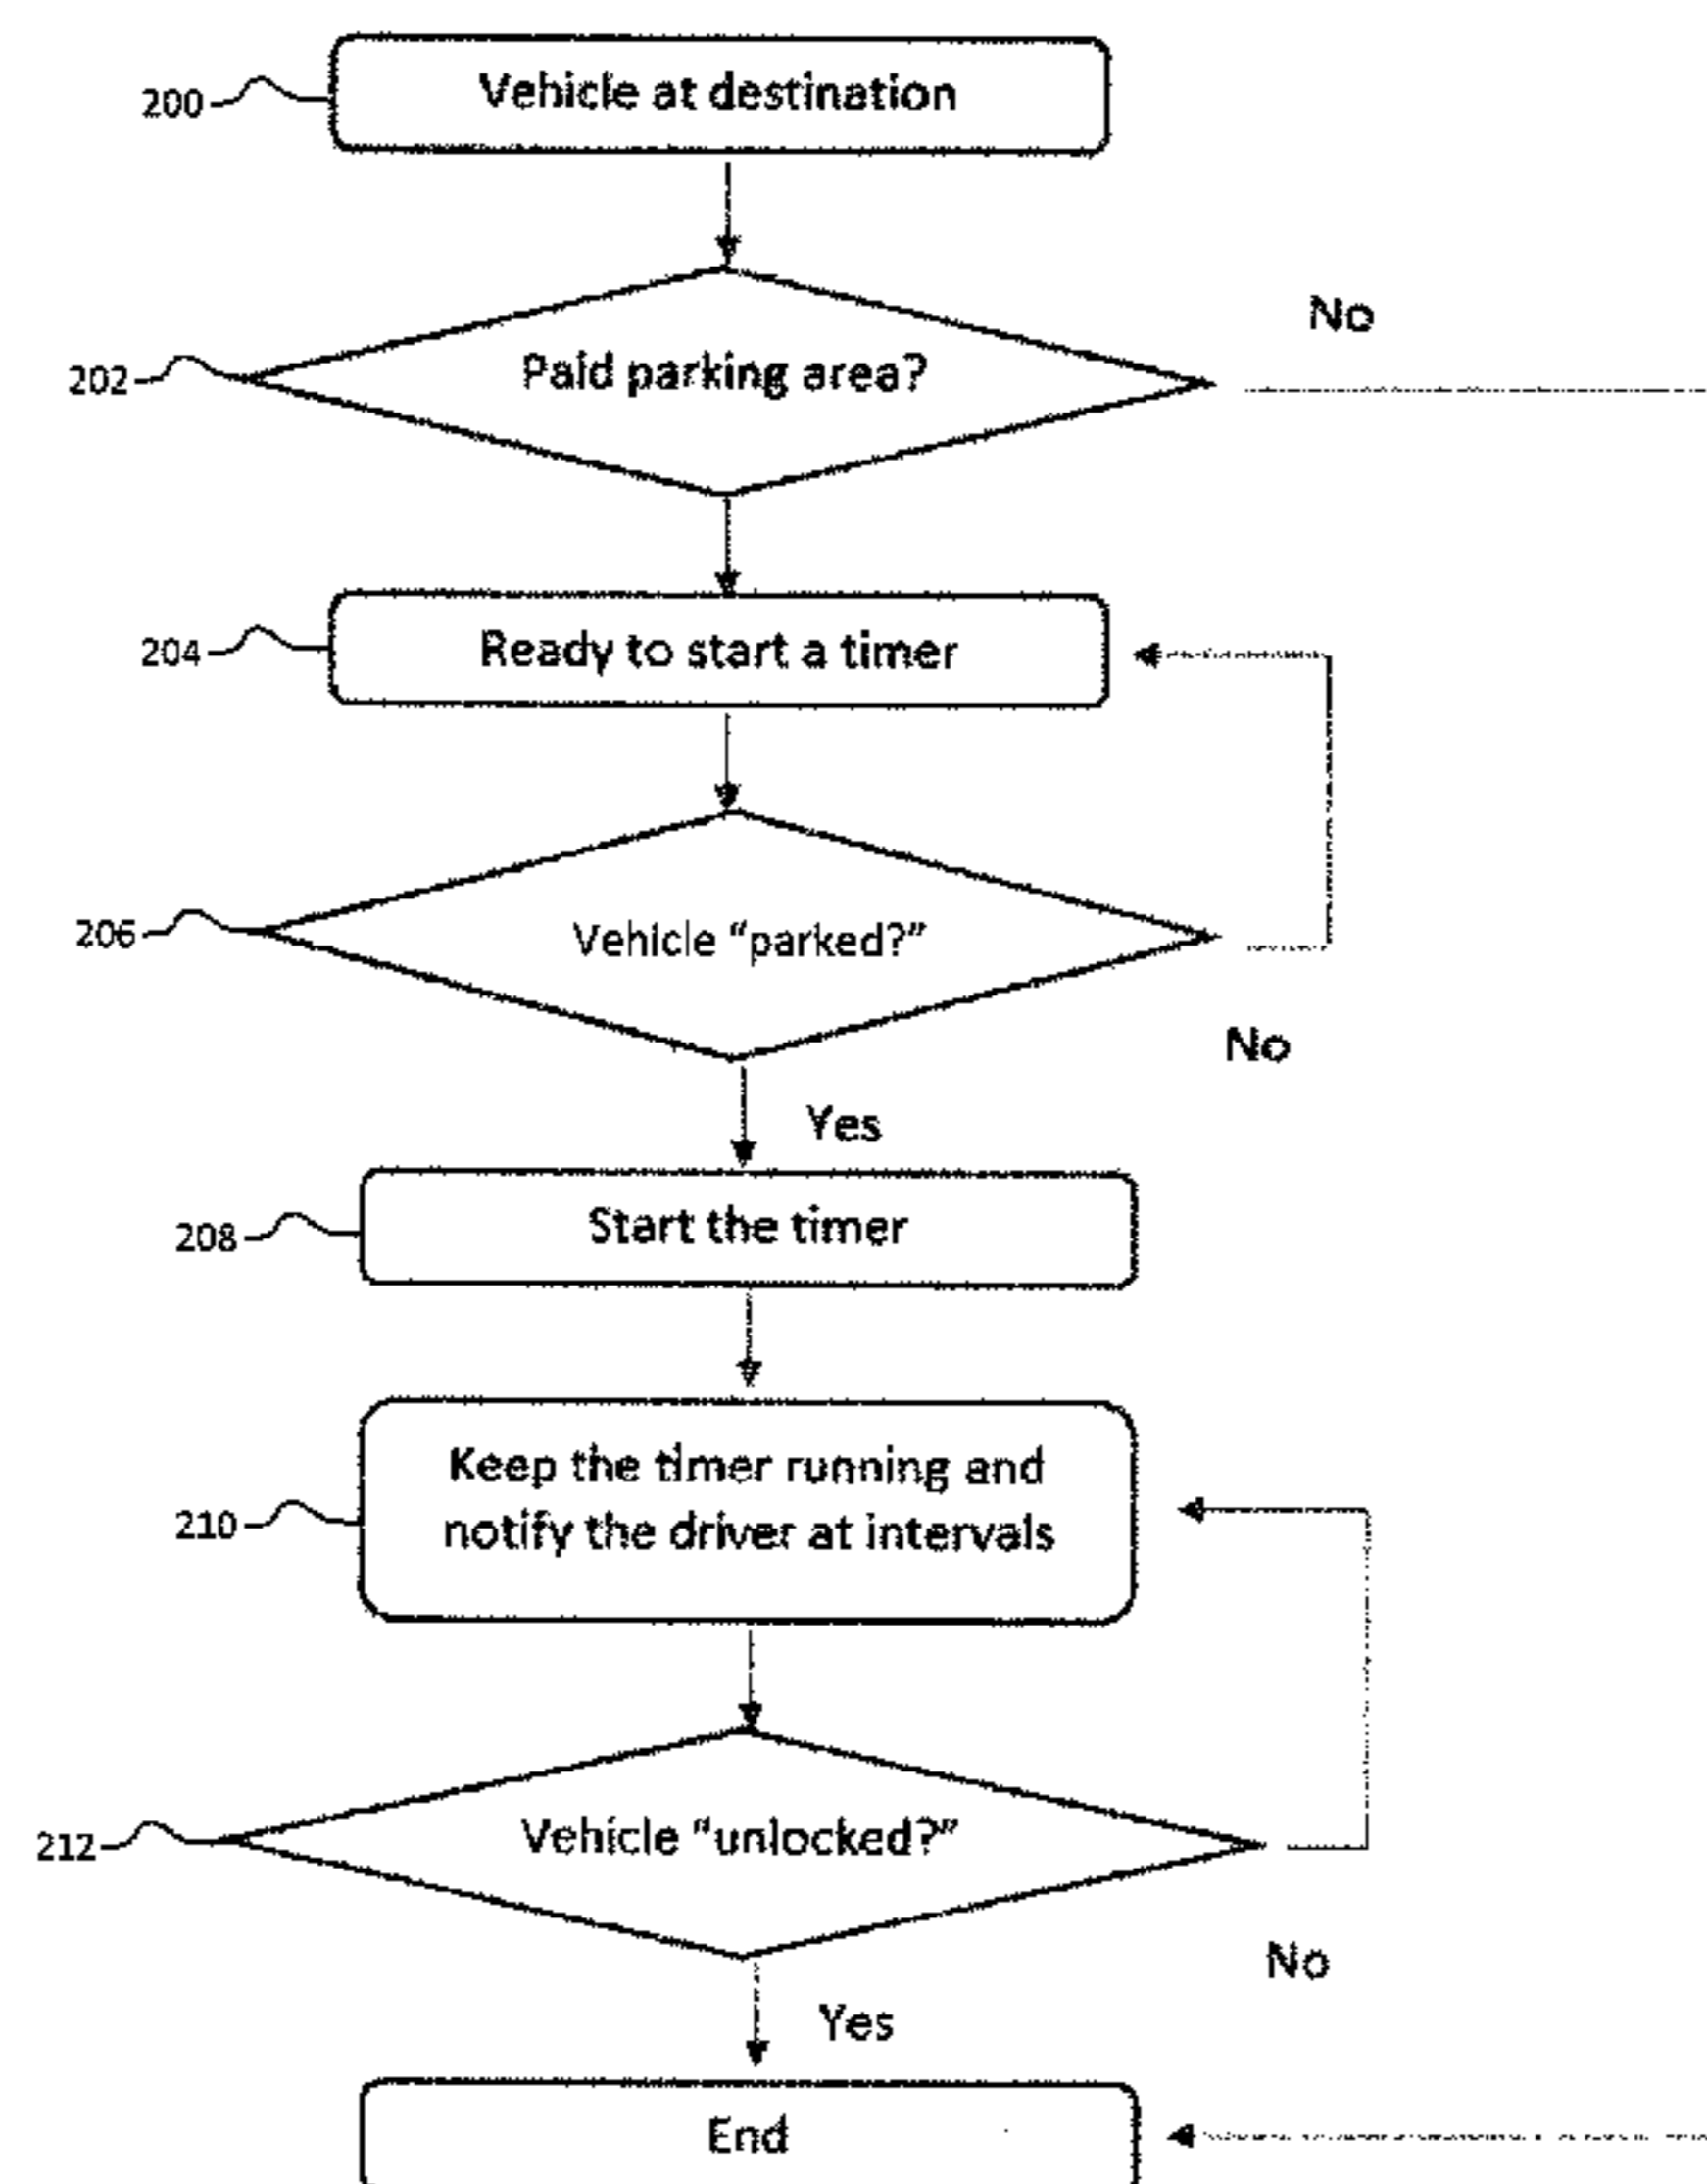 200
Vehicle at destination
No
202
Paid parking area?
204
Ready to start a timer
206
Vehicle "parked?"
No
Yes
208
Start the timer
210
Keep the timer running and
notify the driver at intervals
212
Vehicle "unlocked?"
No
Yes
End